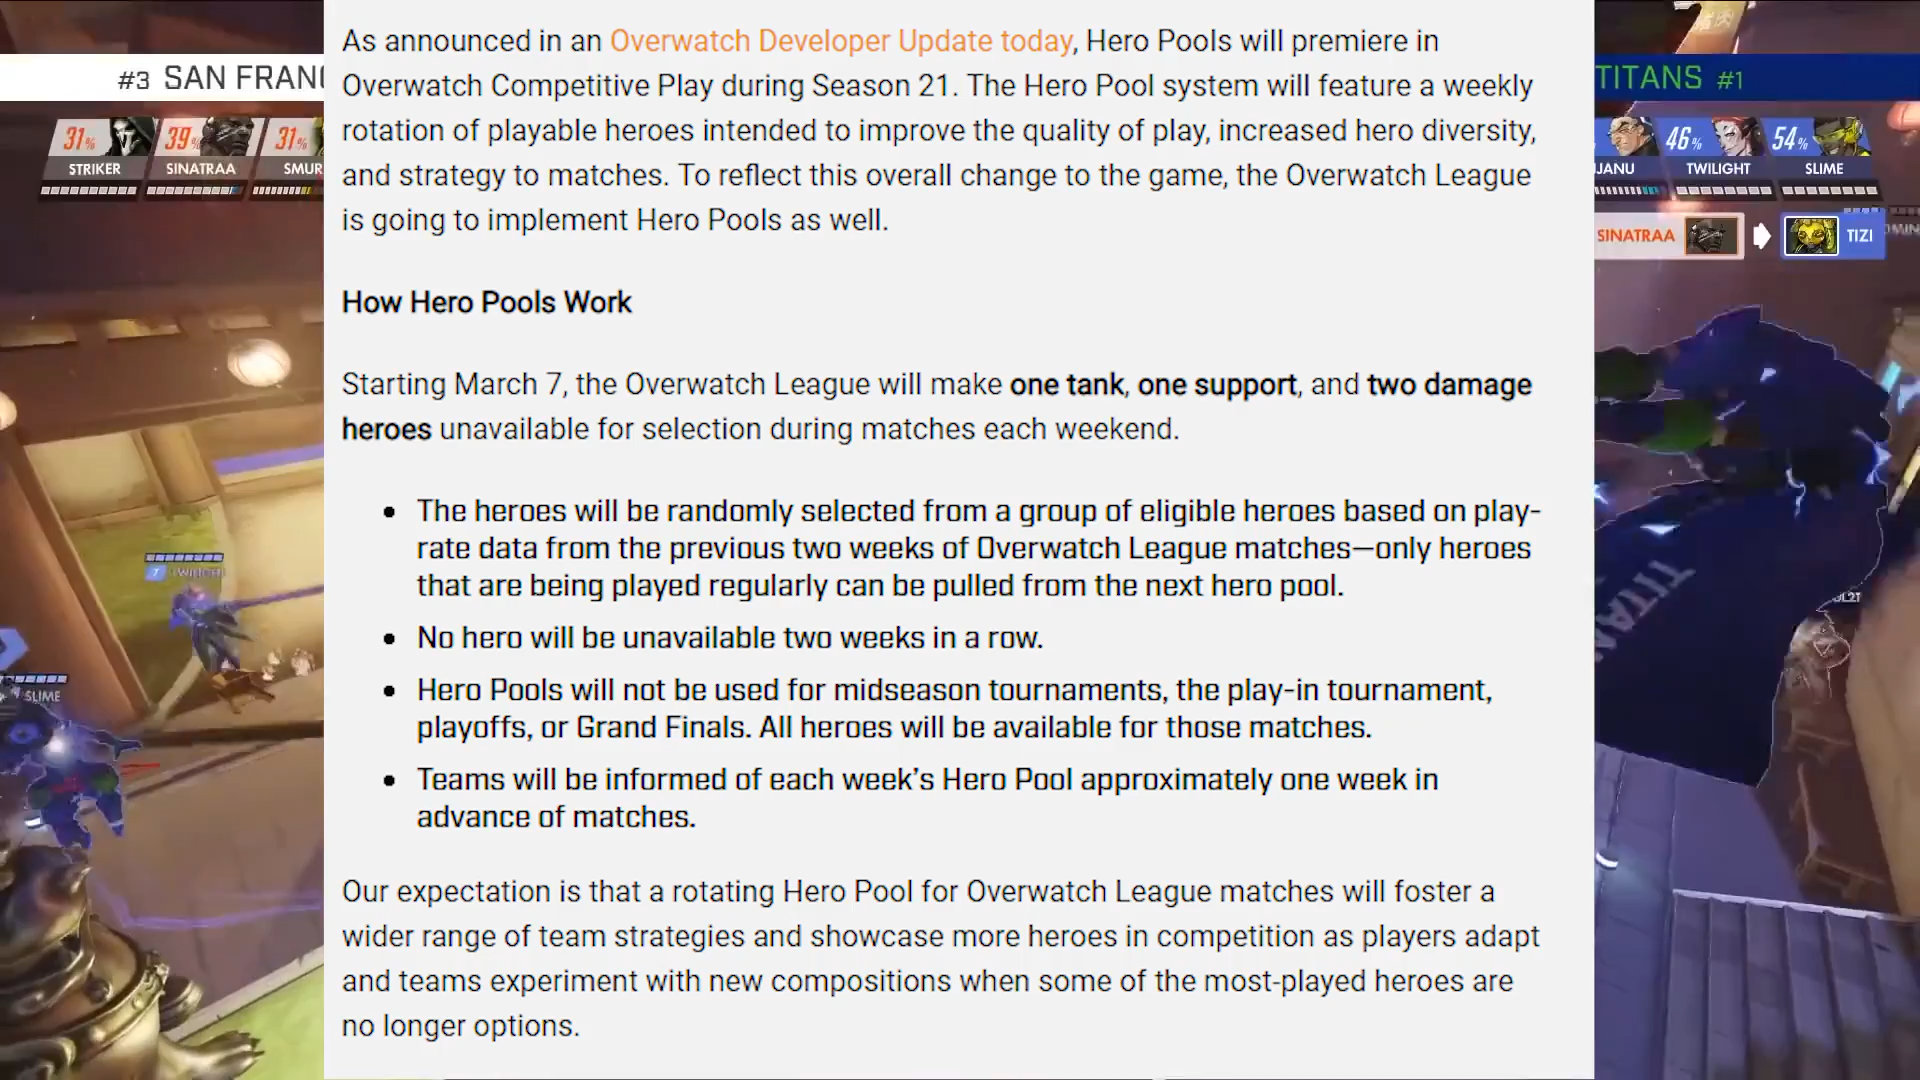 As announced in an Overwatch Developer Update today, Hero Pools will premiere in
Overwatch Competitive Play during Season 21. The Hero Pool system will feature a weekly
rotation of playable heroes intended to improve the quality of play, increased hero diversity,
and strategy to matches. To reflect this overall change to the game, the Overwatch League
is going to implement Hero Pools as well.
How Hero Pools Work
Starting March 7, the Overwatch League will make one tank, one support, and two damage
heroes unavailable for selection during matches each weekend.
• The heroes will be randomly selected from a group of eligible heroes based on play-
rate data from the previous two weeks of Overwatch League matches—only heroes
that are being played regularly can be pulled from the next hero pool.
• No hero will be unavailable two weeks in a row.
• Hero Pools will not be used for midseason tournaments, the play-in tournament,
playoffs, or Grand Finals. All heroes will be available for those matches.
• Teams will be informed of each week's Hero Pool approximately one week in
advance of matches.
Our expectation is that a rotating Hero Pool for Overwatch League matches will foster a
wider range of team strategies and showcase more heroes in competition as players adapt
and teams experiment with new compositions when some of the most-played heroes are
no longer options.
#3 SAN FRANC
31% 39% 31%
STRIKER SINATRAA SMUR
TITANS #1
46% 54%
JANU TWILIGHT SLIME
SINATRAA TIZI
7
SLIME
TITAN